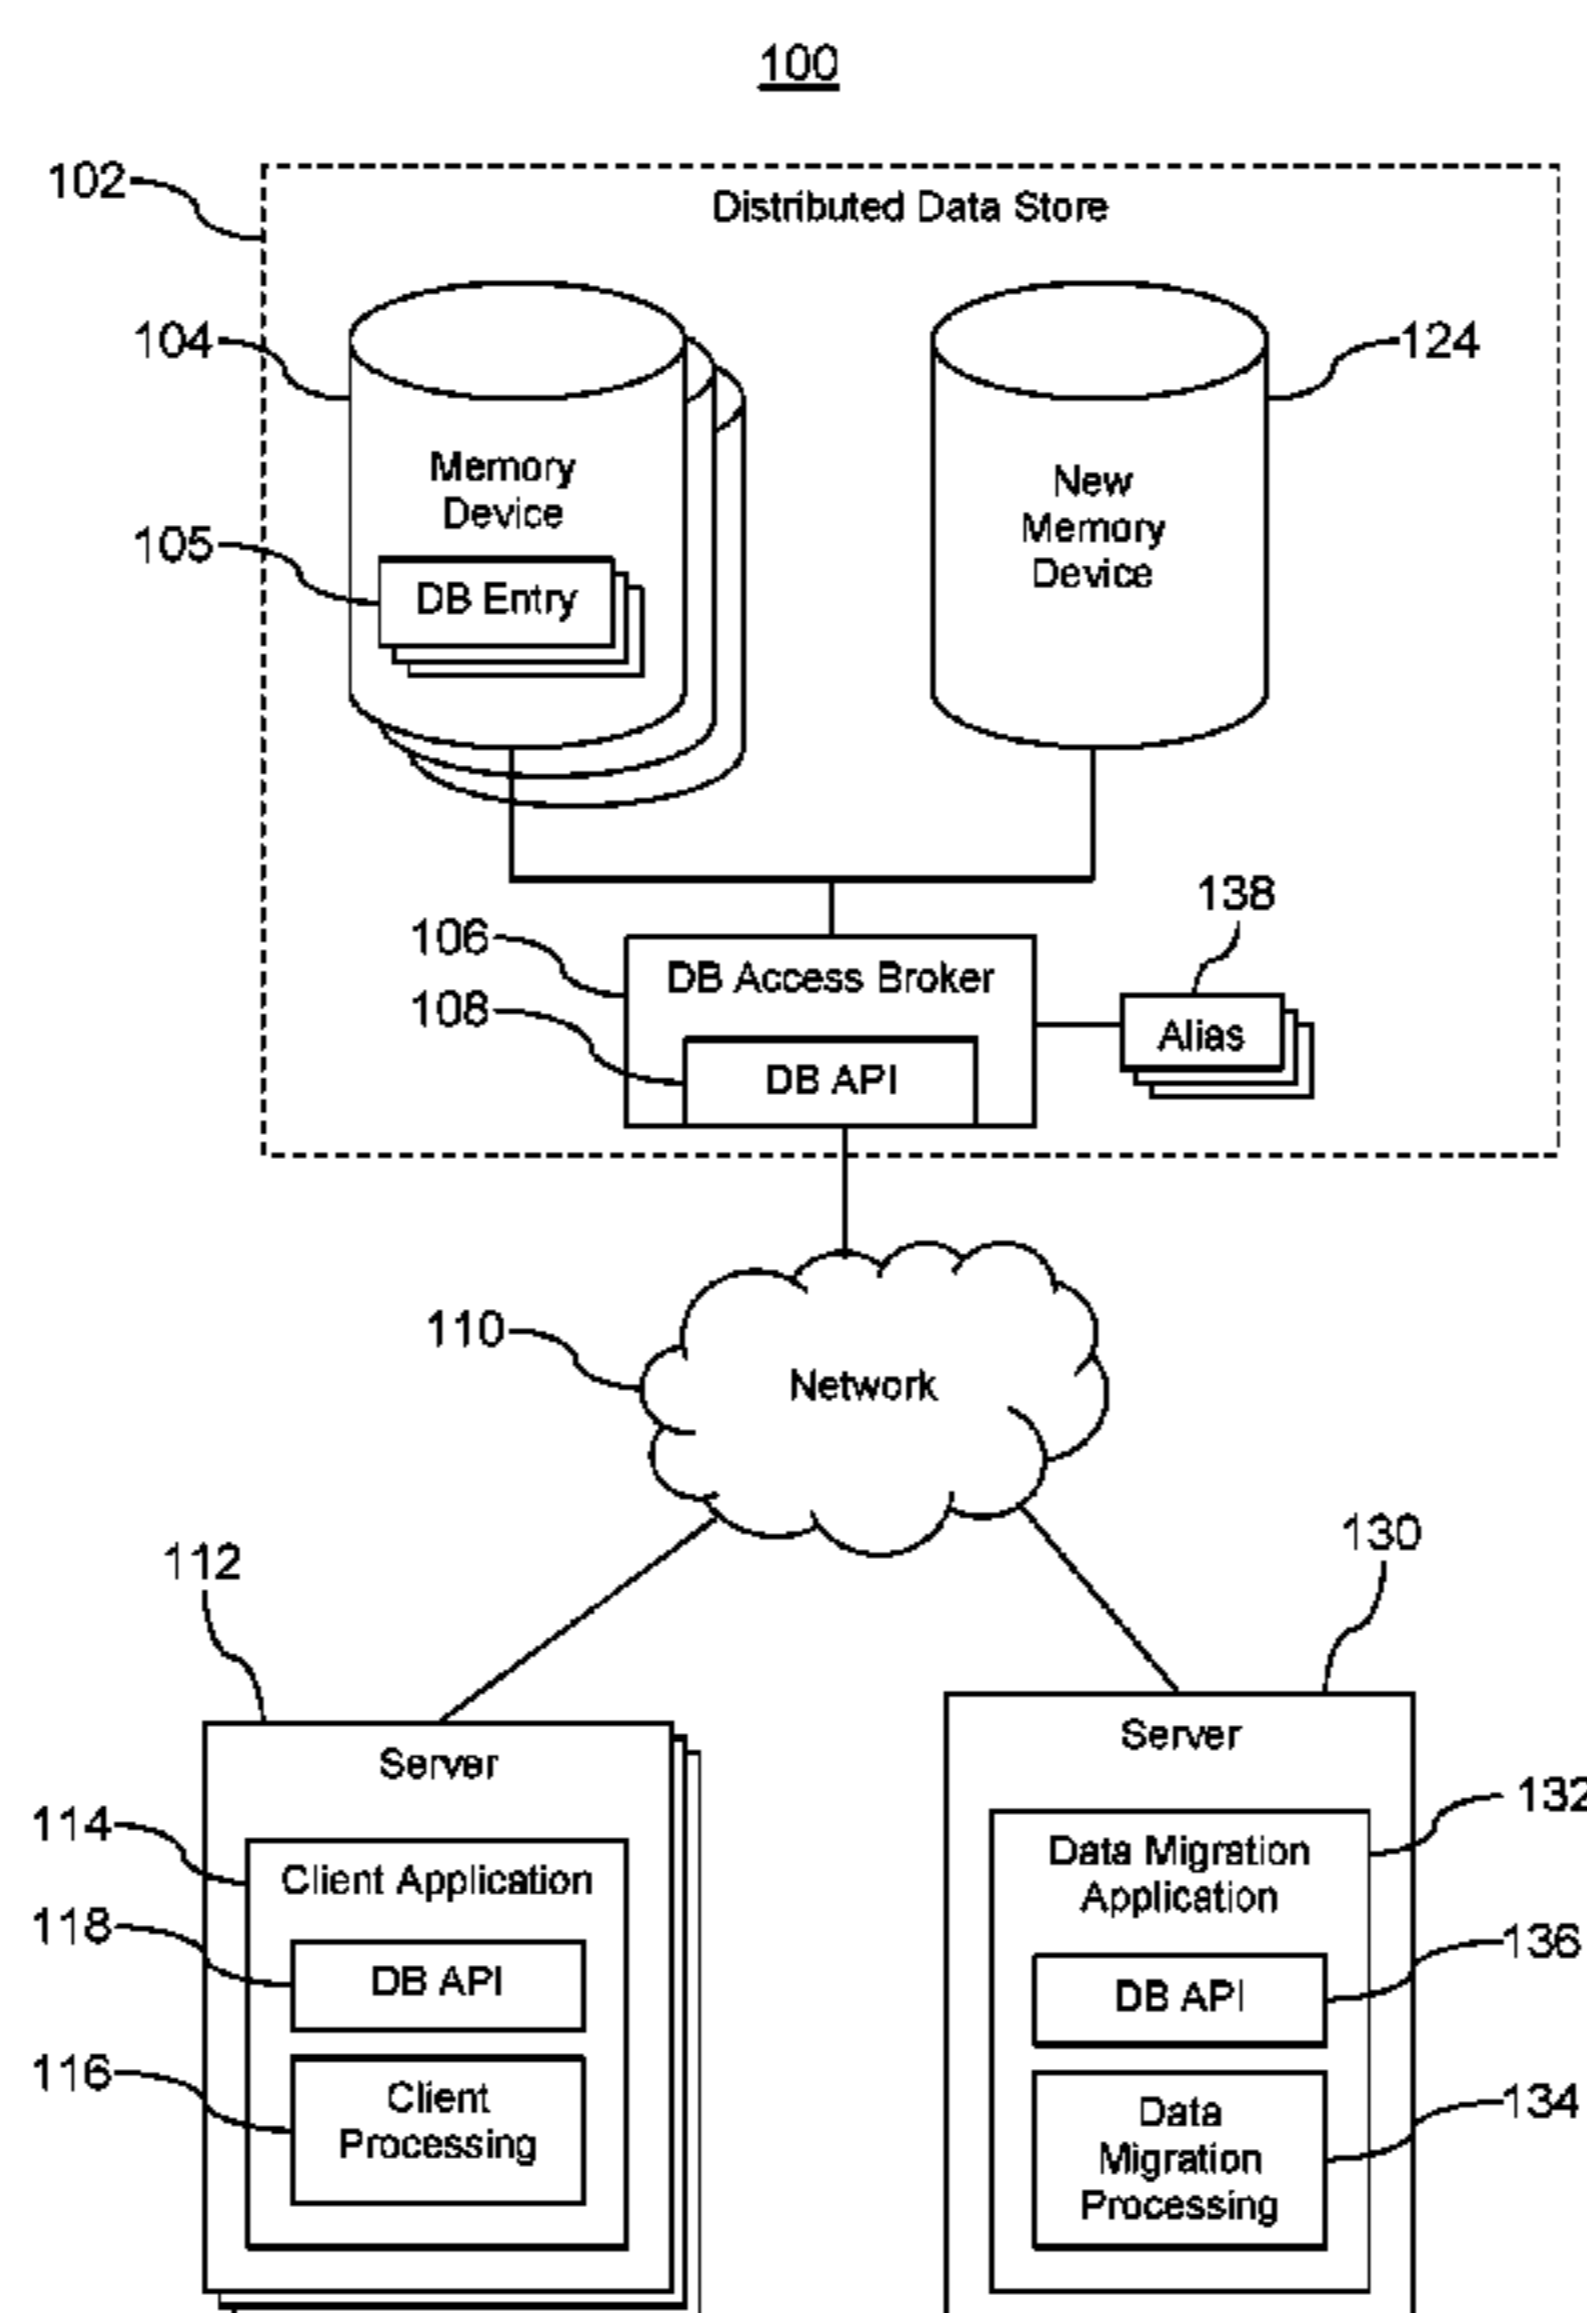 100
102
Distributed Data Store
104
124
Memory
Device
New
Memory
Device
105
DB Entry
138
106
DB Access Broker
108
Alias
DB API
110
Network
112
130
Server
Server
114
132
Client Application
Data Migration
Application
118
136
DB API
DB API
116
134
Client
Processing
Data
Migration
Processing